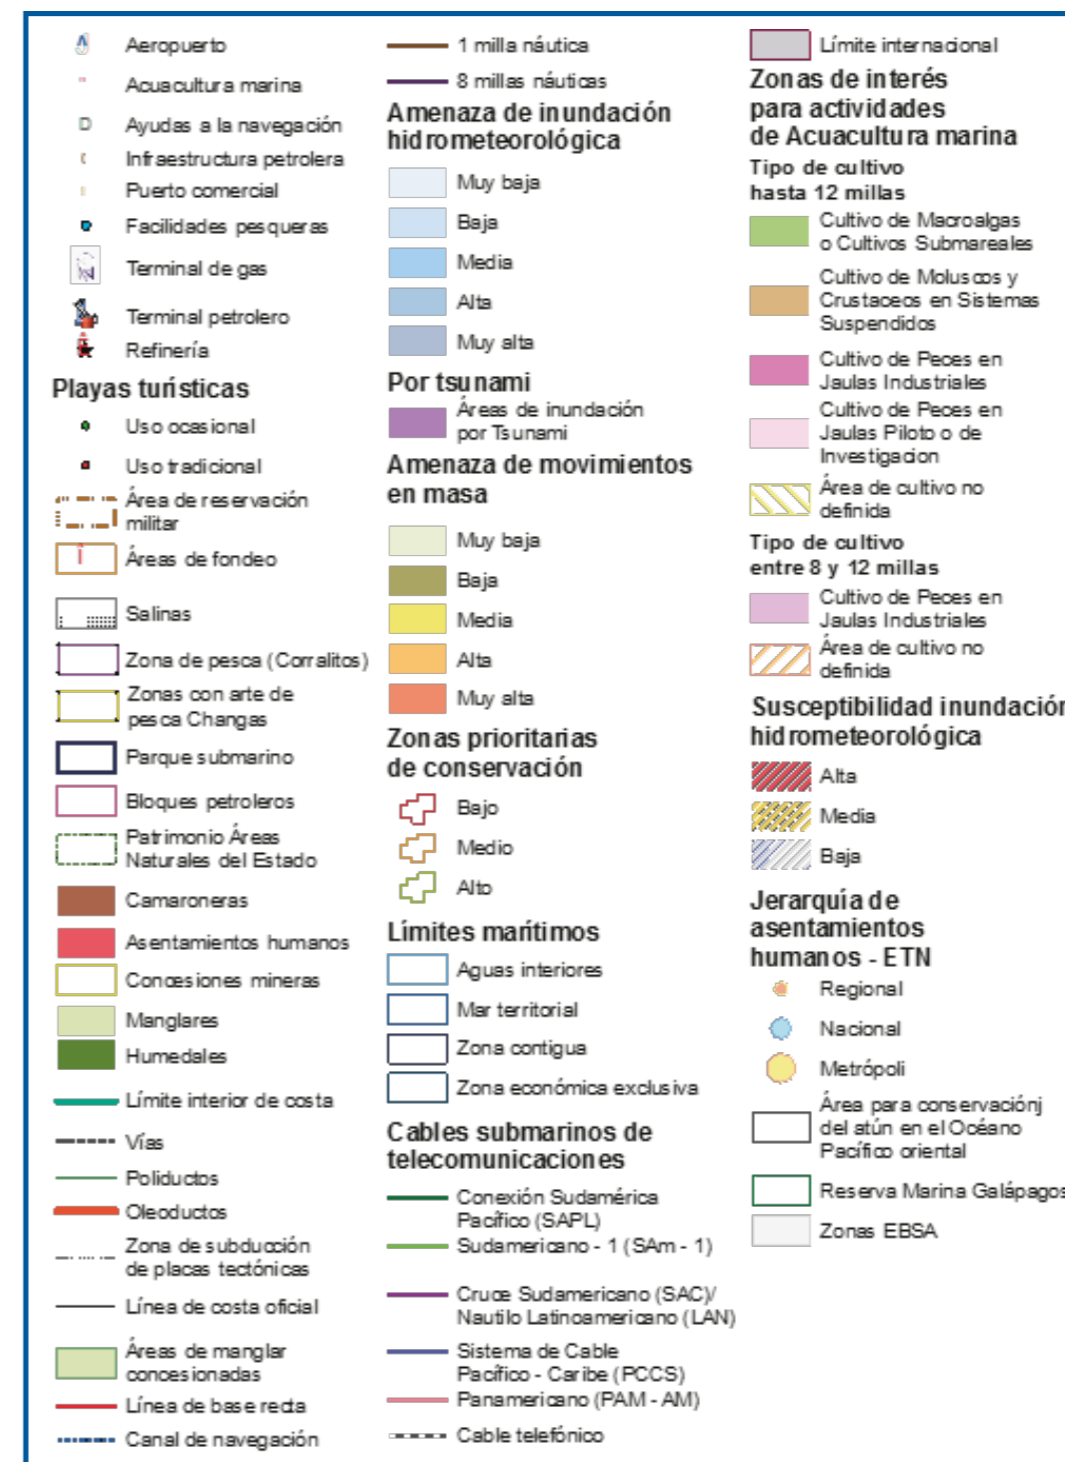 Aeropuerto
Acuacultura marina
Ayudas a la navegación
Infraestructura petrolera
Puerto comercial
Facilidades pesqueras
Terminal de gas
Terminal petrolero
Refinería
Playas turísticas
Uso ocasional
Uso tradicional
Área de reservación
militar
Áreas de fondeo
Salinas
Zona de pesca (Corralitos)
Zonas con arte de
pesca Changas
Parque submarino
Bloques petroleros
Patrimonio Áreas
Naturales del Estado
Camaroneras
Asentamientos humanos
Concesiones mineras
Manglares
Humedales
Límite interior de costa
Vías
Poliductos
Oleoductos
Zona de subducción
de placas tectónicas
Línea de costa oficial
Áreas de manglar
concesionadas
Línea de base recta
Canal de navegación
1 milla náutica
8 millas náuticas
Amenaza de inundación
hidrometeorológica
Muy baja
Baja
Media
Alta
Muy alta
Por tsunami
Áreas de inundación
por Tsunami
Amenaza de movimientos
en masa
Muy baja
Baja
Media
Alta
Muy alta
Zonas prioritarias
de conservación
Bajo
Medio
Alto
Límites marítimos
Aguas interiores
Mar territorial
Zona contigua
Zona económica exclusiva
Cables submarinos de
telecomunicaciones
Conexión Sudamérica
Pacífico (SAPL)
Sudamericano - 1 (SAm - 1)
Cruce Sudamericano (SAC)/
Nautilo Latinoamericano (LAN)
Sistema de Cable
Pacífico - Caribe (PCCS)
Panamericano (PAM - AM)
Cable telefónico
Límite internacional
Zonas de interés
para actividades
de Acuacultura marina
Tipo de cultivo
hasta 12 millas
Cultivo de Macroalgas
o Cultivos Submareales
Cultivo de Moluscos y
Crustaceos en Sistemas
Suspendidos
Cultivo de Peces en
Jaulas Industriales
Cultivo de Peces en
Jaulas Piloto o de
Investigacion
Área de cultivo no
definida
Tipo de cultivo
entre 8 y 12 millas
Cultivo de Peces en
Jaulas Industriales
Área de cultivo no
definida
Susceptibilidad inundación
hidrometeorológica
Alta
Media
Baja
Jerarquía de
asentamientos
humanos - ETN
Regional
Nacional
Metrópoli
Área para conservaciónj
del atún en el Océano
Pacífico oriental
Reserva Marina Galápagos
Zonas EBSA